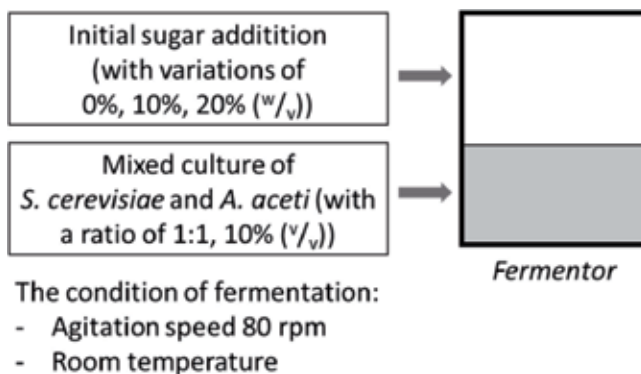 Initial sugar additition
(with variations of
0%, 10%, 20% (w/v))
Mixed culture of
S. cerevisiae and A. aceti (with
a ratio of 1:1, 10% (v/v))
Fermentor
The condition of fermentation:
- Agitation speed 80 rpm
- Room temperature